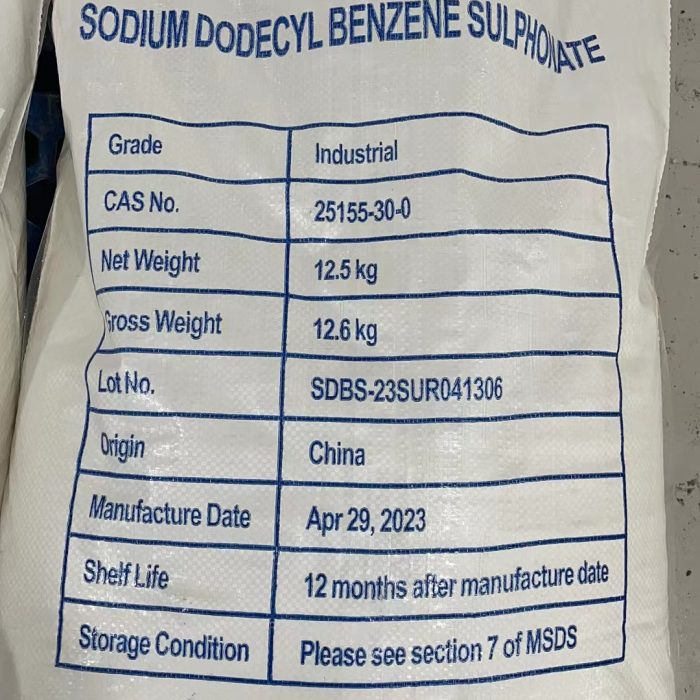 SODIUM DODECYL BENZENE SULPHONATE
Grade Industrial
CAS No. 25155-30-0
Net Weight 12.5 kg
Gross Weight 12.6 kg
Lot No. SDBS-23SUR041306
Origin China
Manufacture Date Apr 29, 2023
Shelf Life 12 months after manufacture date
Storage Condition Please see section 7 of MSDS